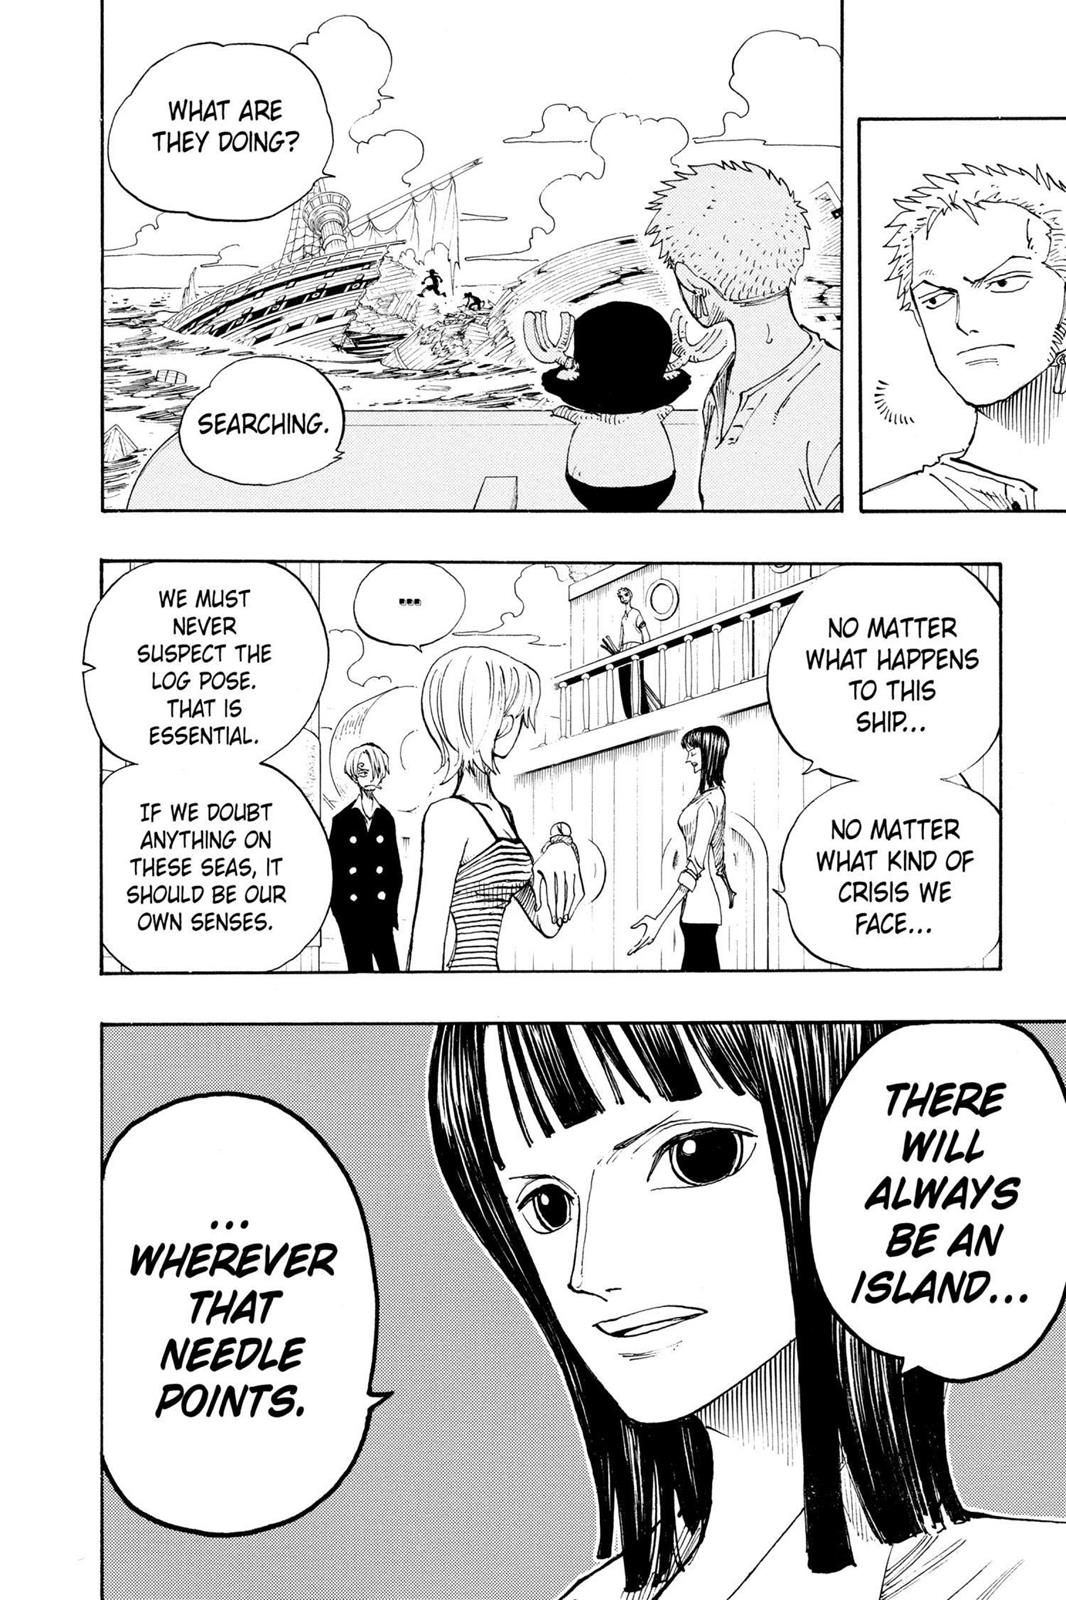 WHAT ARE
THEY DOING?
SEARCHING.
NO MATTER
WHAT HAPPENS
TO THIS
SHIP...
NO MATTER
WHAT KIND OF
CRISIS WE
FACE...
...
WE MUST
NEVER
SUSPECT THE
LOG POSE.
THAT IS
ESSENTIAL.
IF WE DOUBT
ANYTHING ON
THESE SEAS, IT
SHOULD BE OUR
OWN SENSES.
THERE
WILL
ALWAYS
BE AN
ISLAND...
...
WHEREVER
THAT
NEEDLE
POINTS.